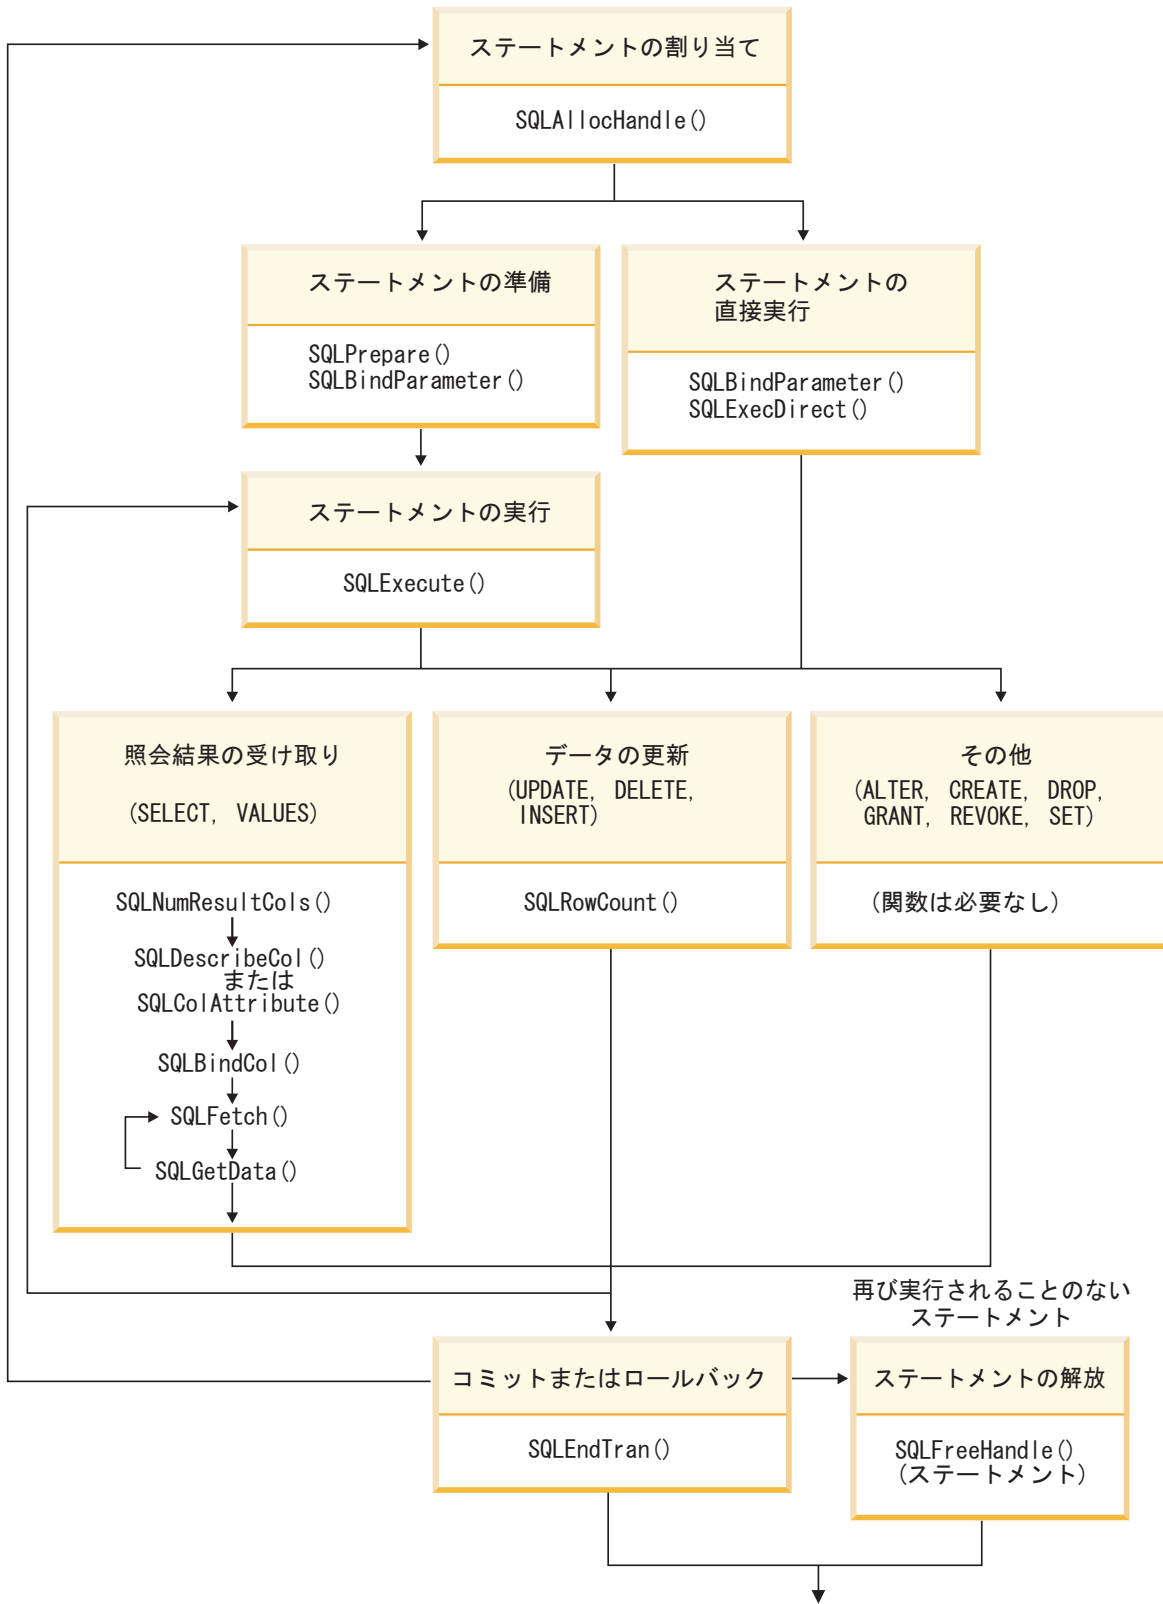 ステートメントの割り当て
SQLAllocHandle()
ステートメントの準備
SQLPrepare()
SQLBindParameter()
ステートメントの
直接実行
SQLBindParameter()
SQLExecDirect()
ステートメントの実行
SQLExecute()
照会結果の受け取り
(SELECT, VALUES)
SQLNumResultCols()
SQLDescribeCol()
または
SQLColAttribute()
SQLBindCol()
SQLFetch()
SQLGetData()
データの更新
(UPDATE, DELETE,
INSERT)
SQLRowCount()
その他
(ALTER, CREATE, DROP,
GRANT, REVOKE, SET)
(関数は必要なし)
コミットまたはロールバック
SQLEndTran()
再び実行されることのない
ステートメント
ステートメントの解放
SQLFreeHandle()
(ステートメント)